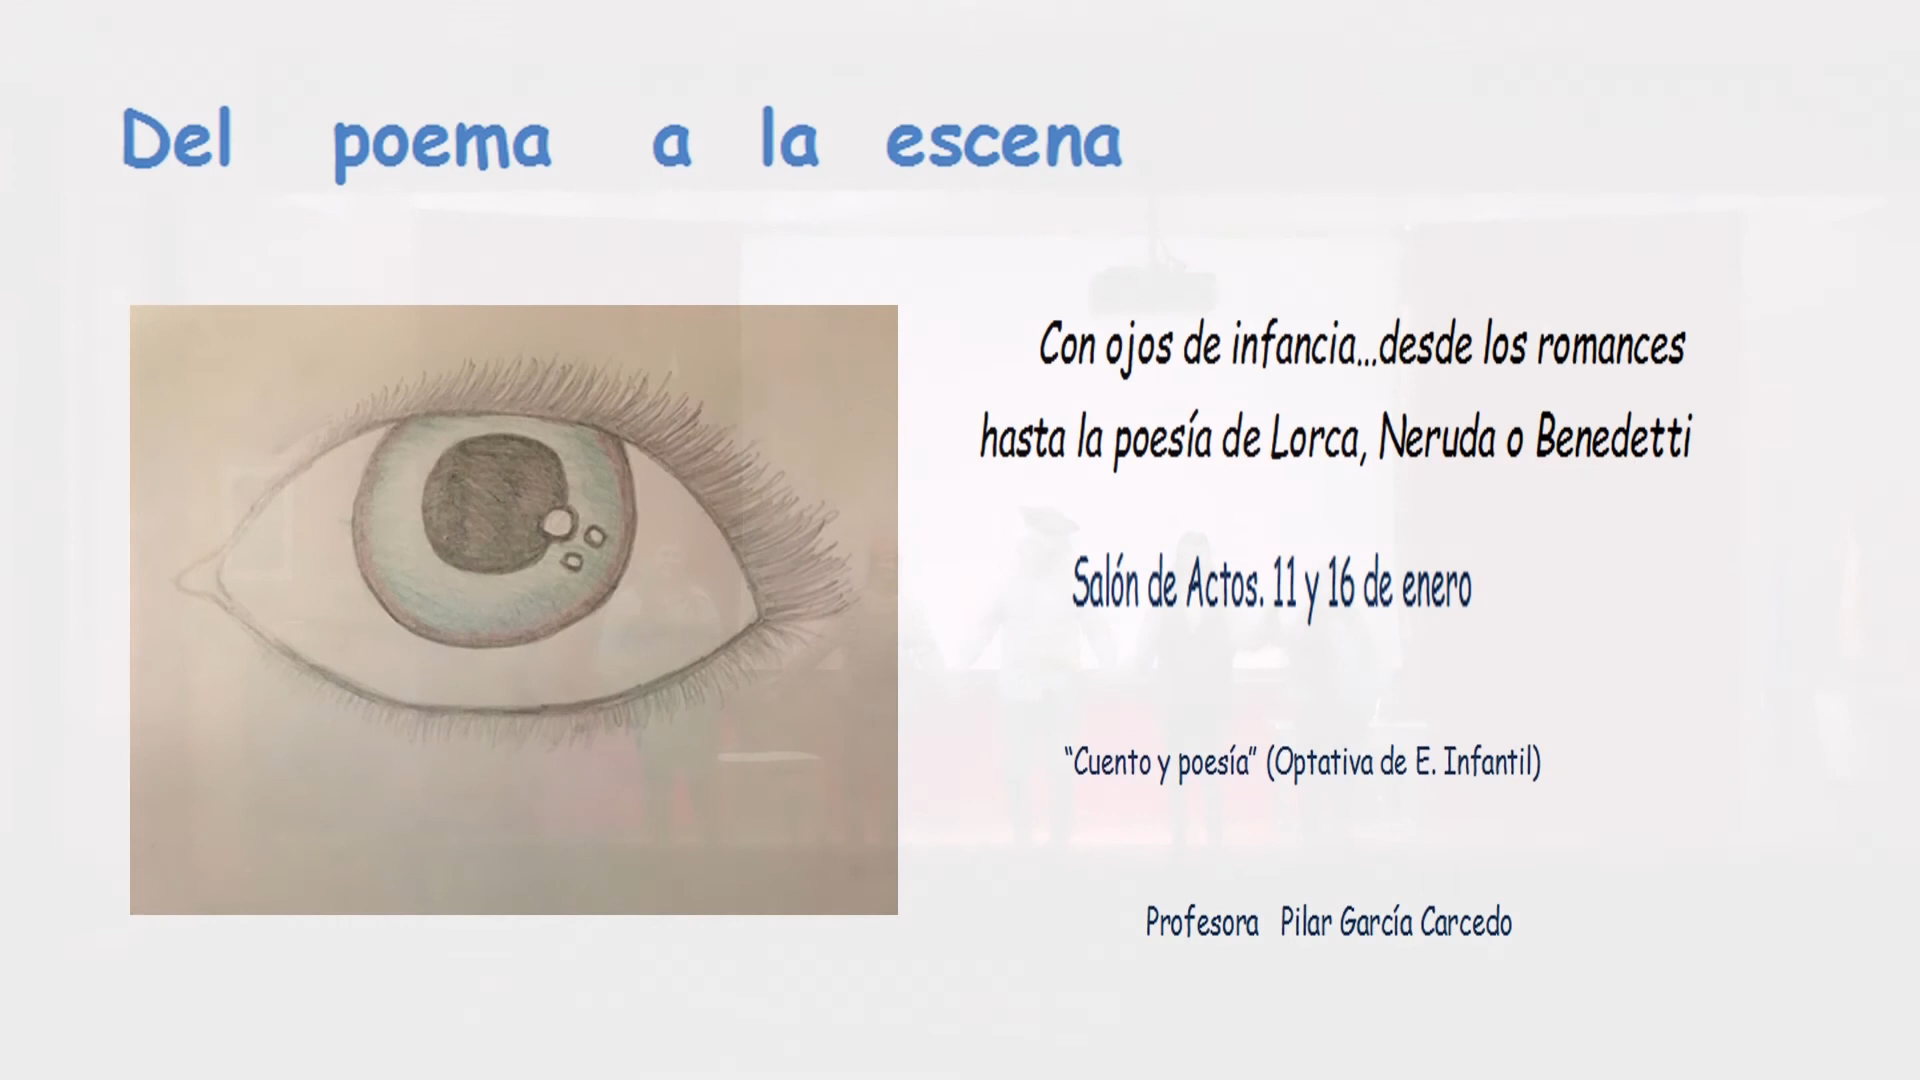 Del poema a la escena
Con ojos de infancia...desde los romances
hasta la poesía de Lorca, Neruda o Benedetti
Salón de Actos. 11 y 16 de enero
“Cuento y poesía” (Optativa de E. Infantil)
Profesora Pilar García Carcedo